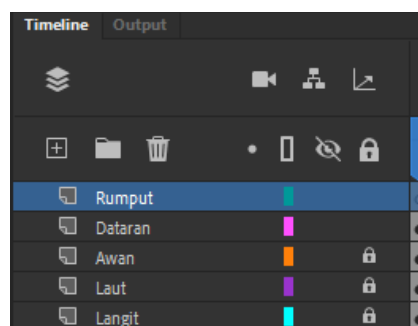 Timeline Output
Rumput
Dataran
Awan
Laut
Langit